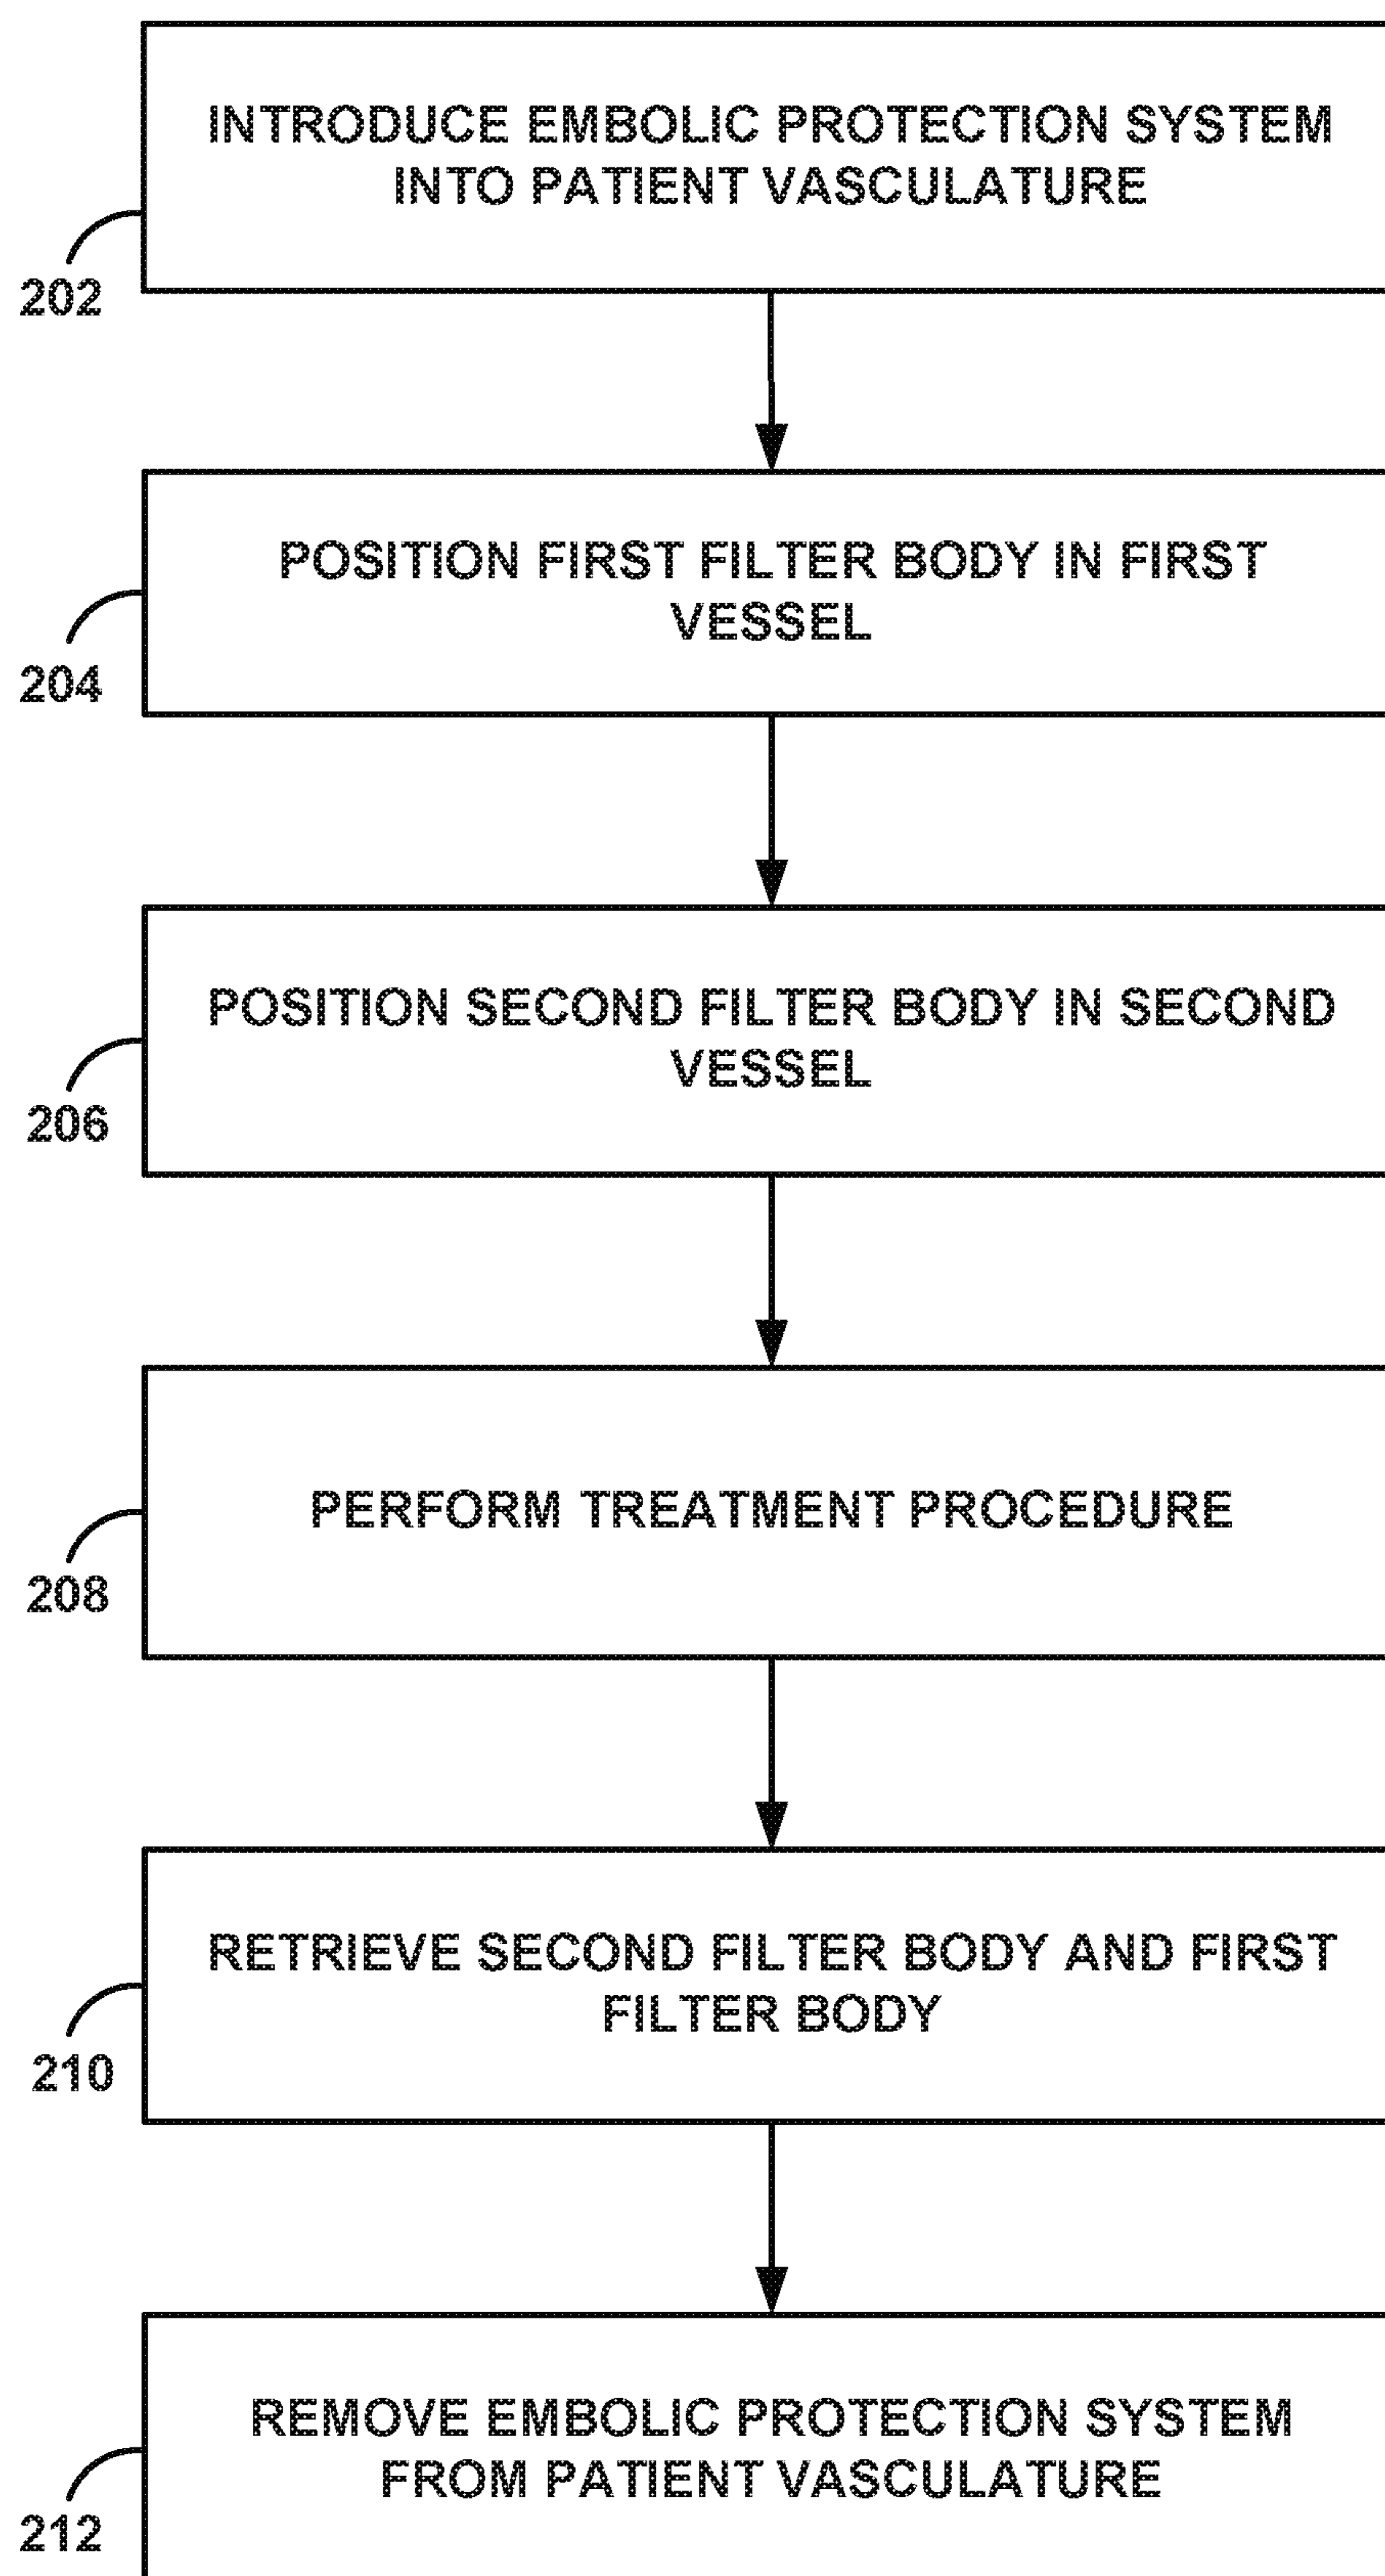 INTRODUCE EMBOLIC PROTECTION SYSTEM
INTO PATIENT VASCULATURE
202
POSITION FIRST FILTER BODY IN FIRST
VESSEL
204
POSITION SECOND FILTER BODY IN SECOND
VESSEL
206
PERFORM TREATMENT PROCEDURE
208
RETRIEVE SECOND FILTER BODY AND FIRST
FILTER BODY
210
REMOVE EMBOLIC PROTECTION SYSTEM
FROM PATIENT VASCULATURE
212